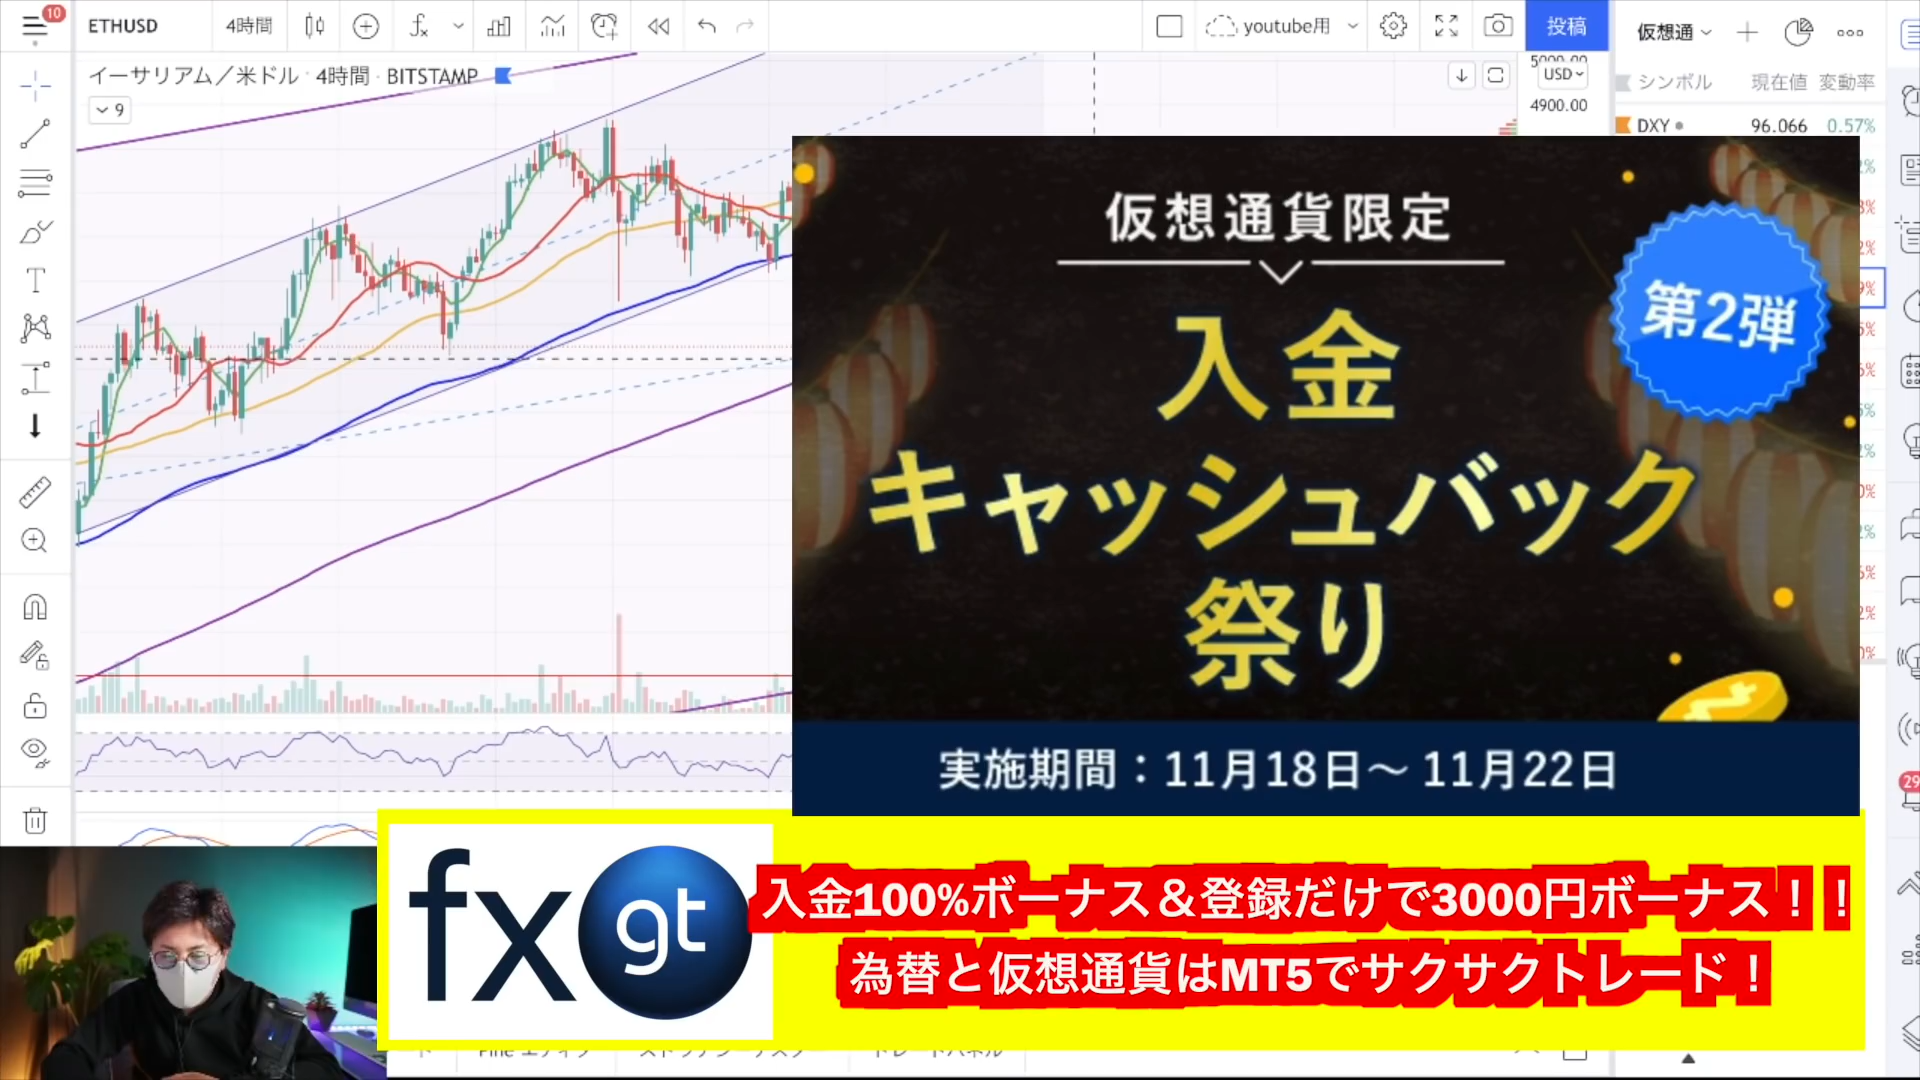 10
ETHUSD
4時間
youtube用
投稿
仮想通
イーサリアム／米ドル · 4時間 · BITSTAMP
9
5000.00
USD
4900.00
シンボル 現在値 変動率
DXY 96.066 0.57%
仮想通貨限定
第2弾
入金
キャッシュバック
祭り
実施期間：11月18日～11月22日
29
fx gt
入金100%ボーナス＆登録だけで3000円ボーナス！！
為替と仮想通貨はMT5でサクサクトレード！